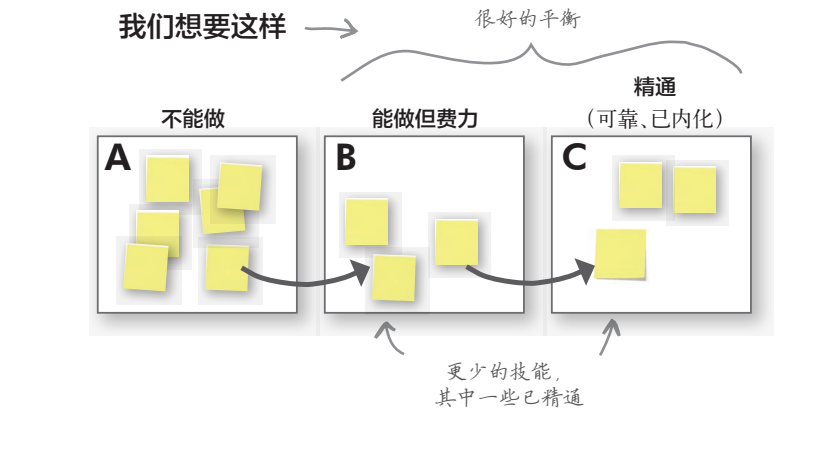 我们想要这样
很好的平衡
不能做
能做但费力
精通
（可靠、已内化）
A
B
C
更少的技能，
其中一些已精通